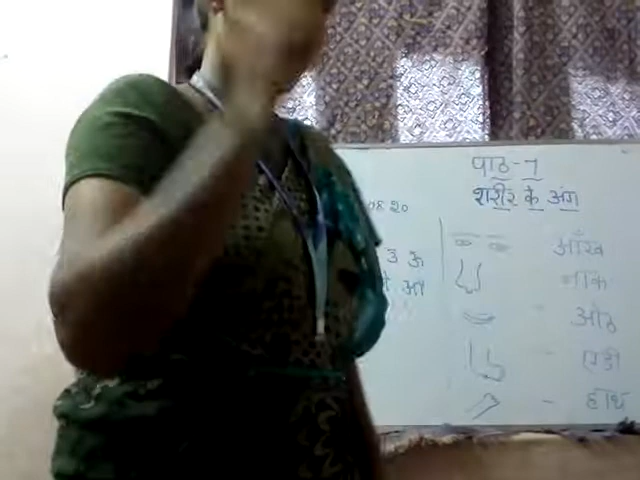 पाठ-7
शरीर के अंग
आँख
नाक
ओठ
एडी
हाथ
उ ऊ